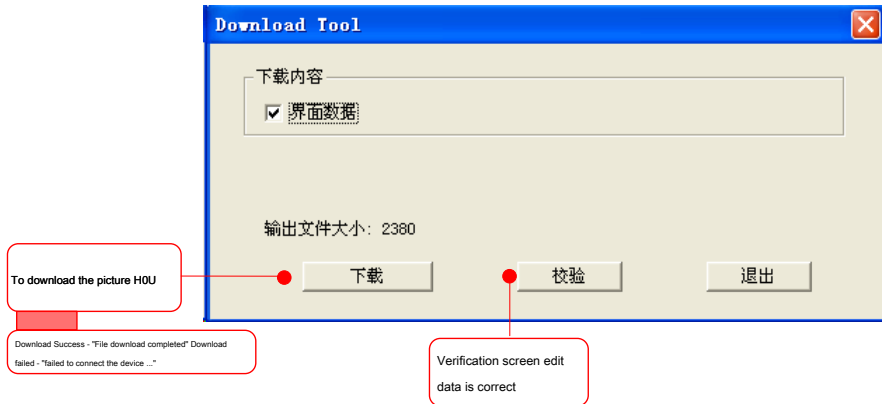 Download Tool
下载内容
界面数据
输出文件大小: 2380
下载 校验 退出
To download the picture H0U
Download Success - "File download completed" Download
failed - "failed to connect the device ..."
Verification screen edit
data is correct